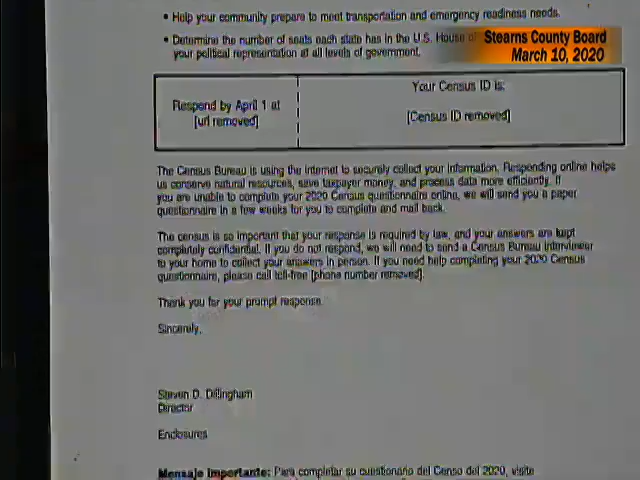 • Help your community prepare to meet transportation and emergency readiness needs.
• Determine the number of seats each state has in the U.S. House of
your political representation at all levels of government.
Stearns County Board
March 10, 2020
Your Census ID is:
Respond by April 1 at
[url removed]
[Census ID removed]
The Census Bureau is using the internet to securely collect your information. Responding online helps
us conserve natural resources, save taxpayer money, and process data more efficiently. If
you are unable to complete your 2020 Census questionnaire online, we will send you a paper
questionnaire in a few weeks for you to complete and mail back.
The census is so important that your response is required by law, and your answers are kept
completely confidential. If you do not respond, we will need to send a Census Bureau interviewer
to your home to collect your answers in person. If you need help completing your 2020 Census
questionnaire, please call toll-free [phone number removed].
Thank you for your prompt response.
Sincerely,
Steven D. Dillingham
Director
Enclosures
Mensaje Importante: Para completar su cuestionario del Censo del 2020, visite